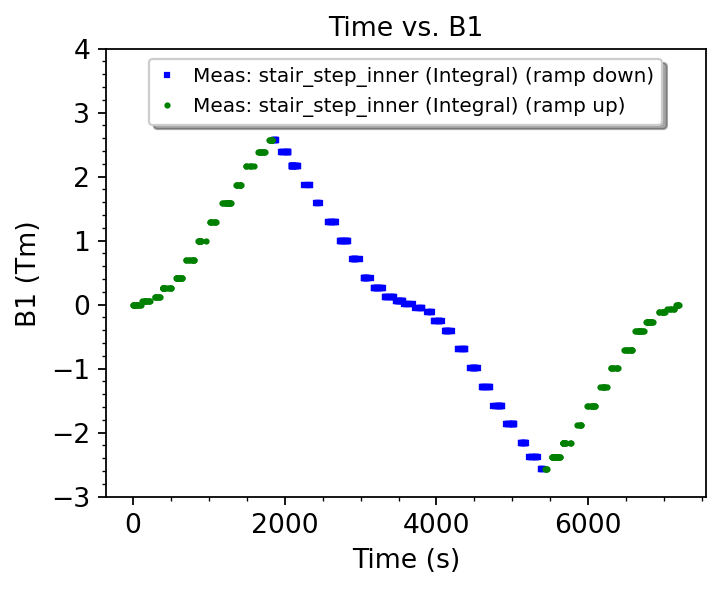 Time vs. B1
Meas: stair_step_inner (Integral) (ramp down)
Meas: stair_step_inner (Integral) (ramp up)
B1 (Tm)
4
3
2
1
0
−1
−2
−3
0 2000 4000 6000
Time (s)